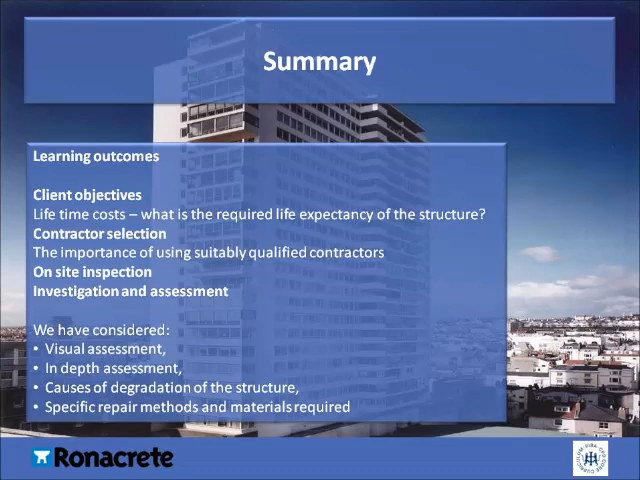 Summary
Learning outcomes
Client objectives
Life time costs – what is the required life expectancy of the structure?
Contractor selection
The importance of using suitably qualified contractors
On site inspection
Investigation and assessment
We have considered:
• Visual assessment,
• In depth assessment,
• Causes of degradation of the structure,
• Specific repair methods and materials required
Ronacrete